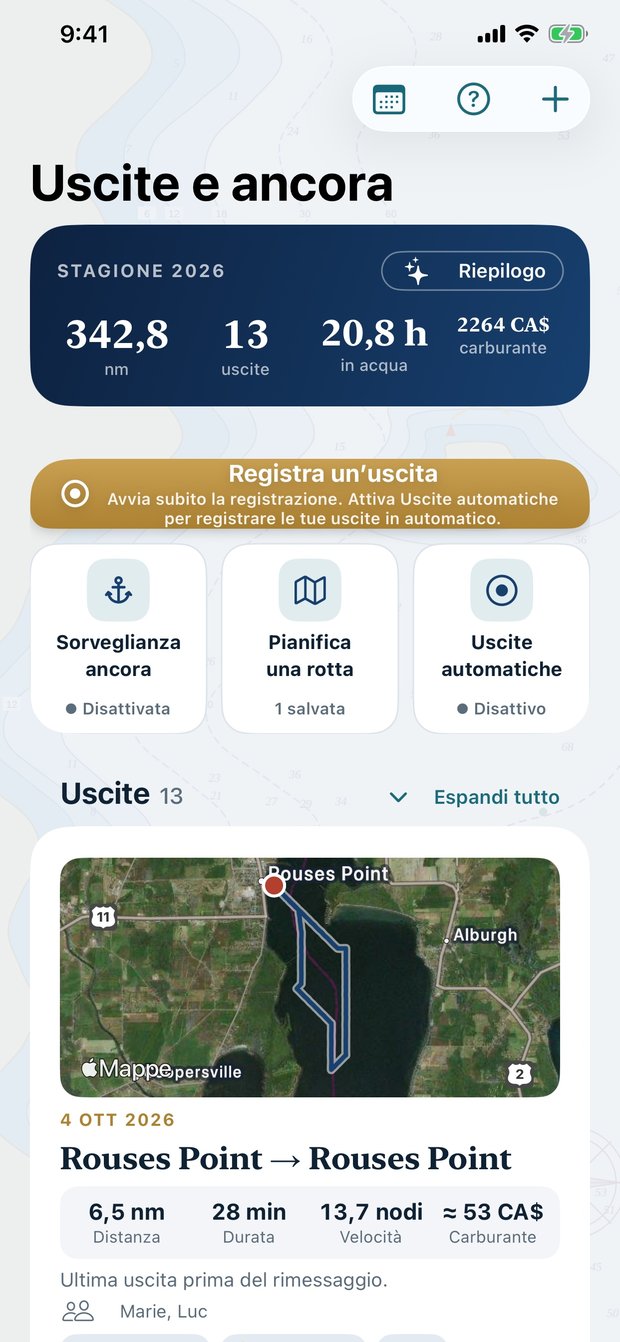 9:41
Uscite e ancora
STAGIONE 2026
Riepilogo
342,8
nm
13
uscite
20,8 h
in acqua
2264 CA$
carburante
Registra un’uscita
Avvia subito la registrazione. Attiva Uscite automatiche
per registrare le tue uscite in automatico.
Sorveglianza
ancora
Disattivata
Pianifica
una rotta
1 salvata
Uscite
automatiche
Disattivo
Uscite 13
Espandi tutto
Rouses Point
11
Alburgh
Mappe
2
4 OTT 2026
Rouses Point → Rouses Point
6,5 nm
Distanza
28 min
Durata
13,7 nodi
Velocità
≈ 53 CA$
Carburante
Ultima uscita prima del rimessaggio.
Marie, Luc